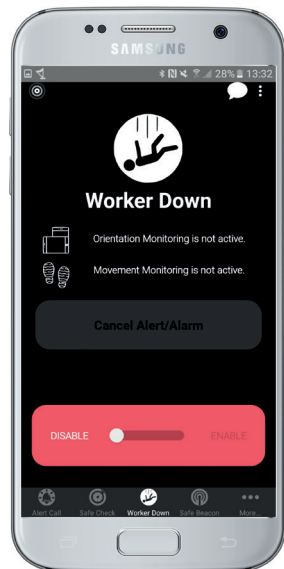 SAMSUNG
28% 13:32
Worker Down
Orientation Monitoring is not active.
Movement Monitoring is not active.
Cancel Alert/Alarm
DISABLE ENABLE
Alert Call Safe Check Worker Down Safe Beacon More...